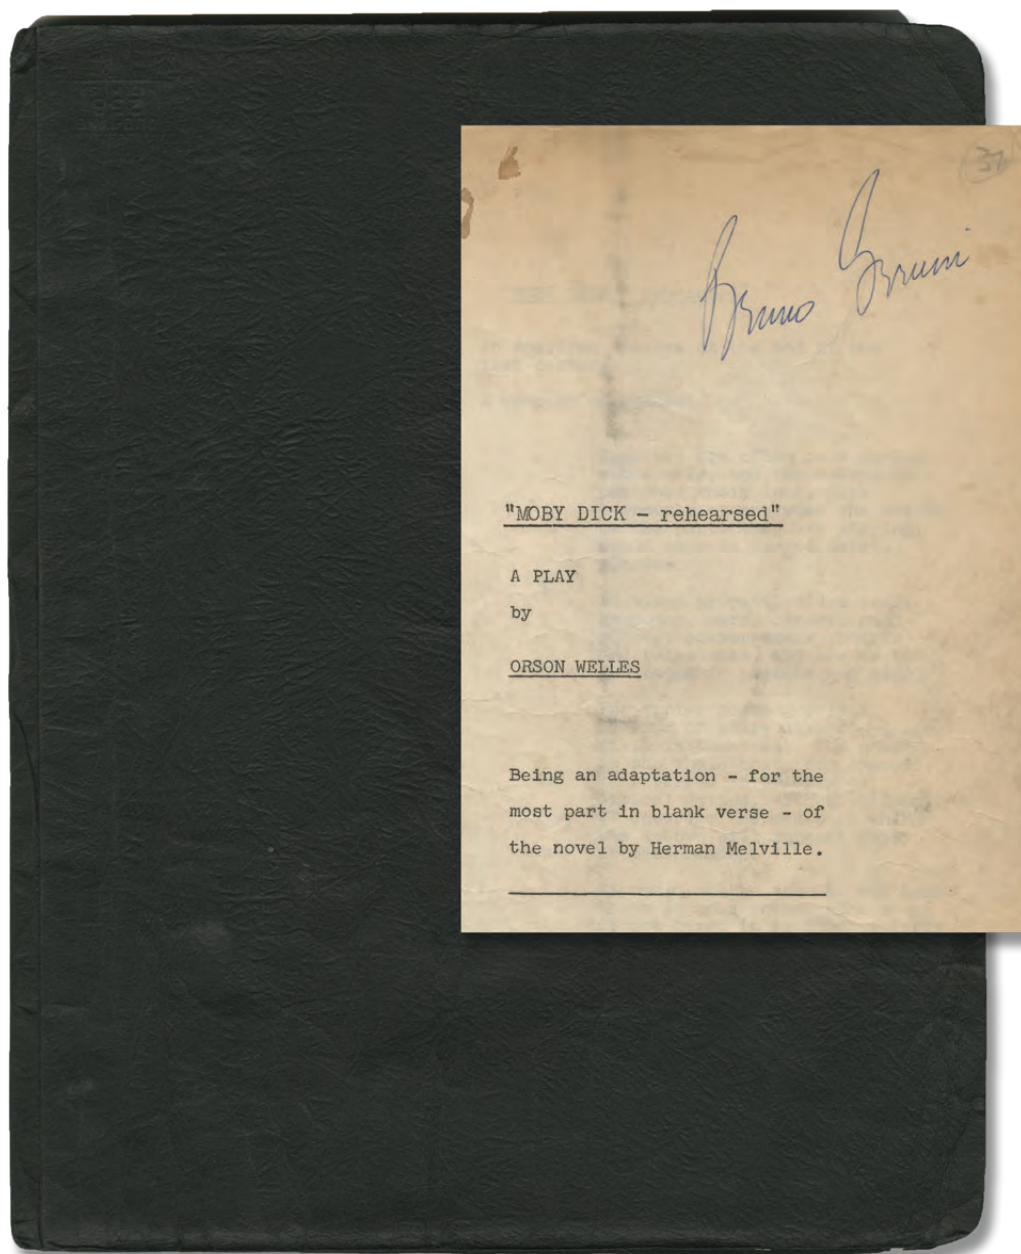 37
Bruno Bruni
"MOBY DICK – rehearsed"
A PLAY
by
ORSON WELLES
Being an adaptation – for the
most part in blank verse – of
the novel by Herman Melville.